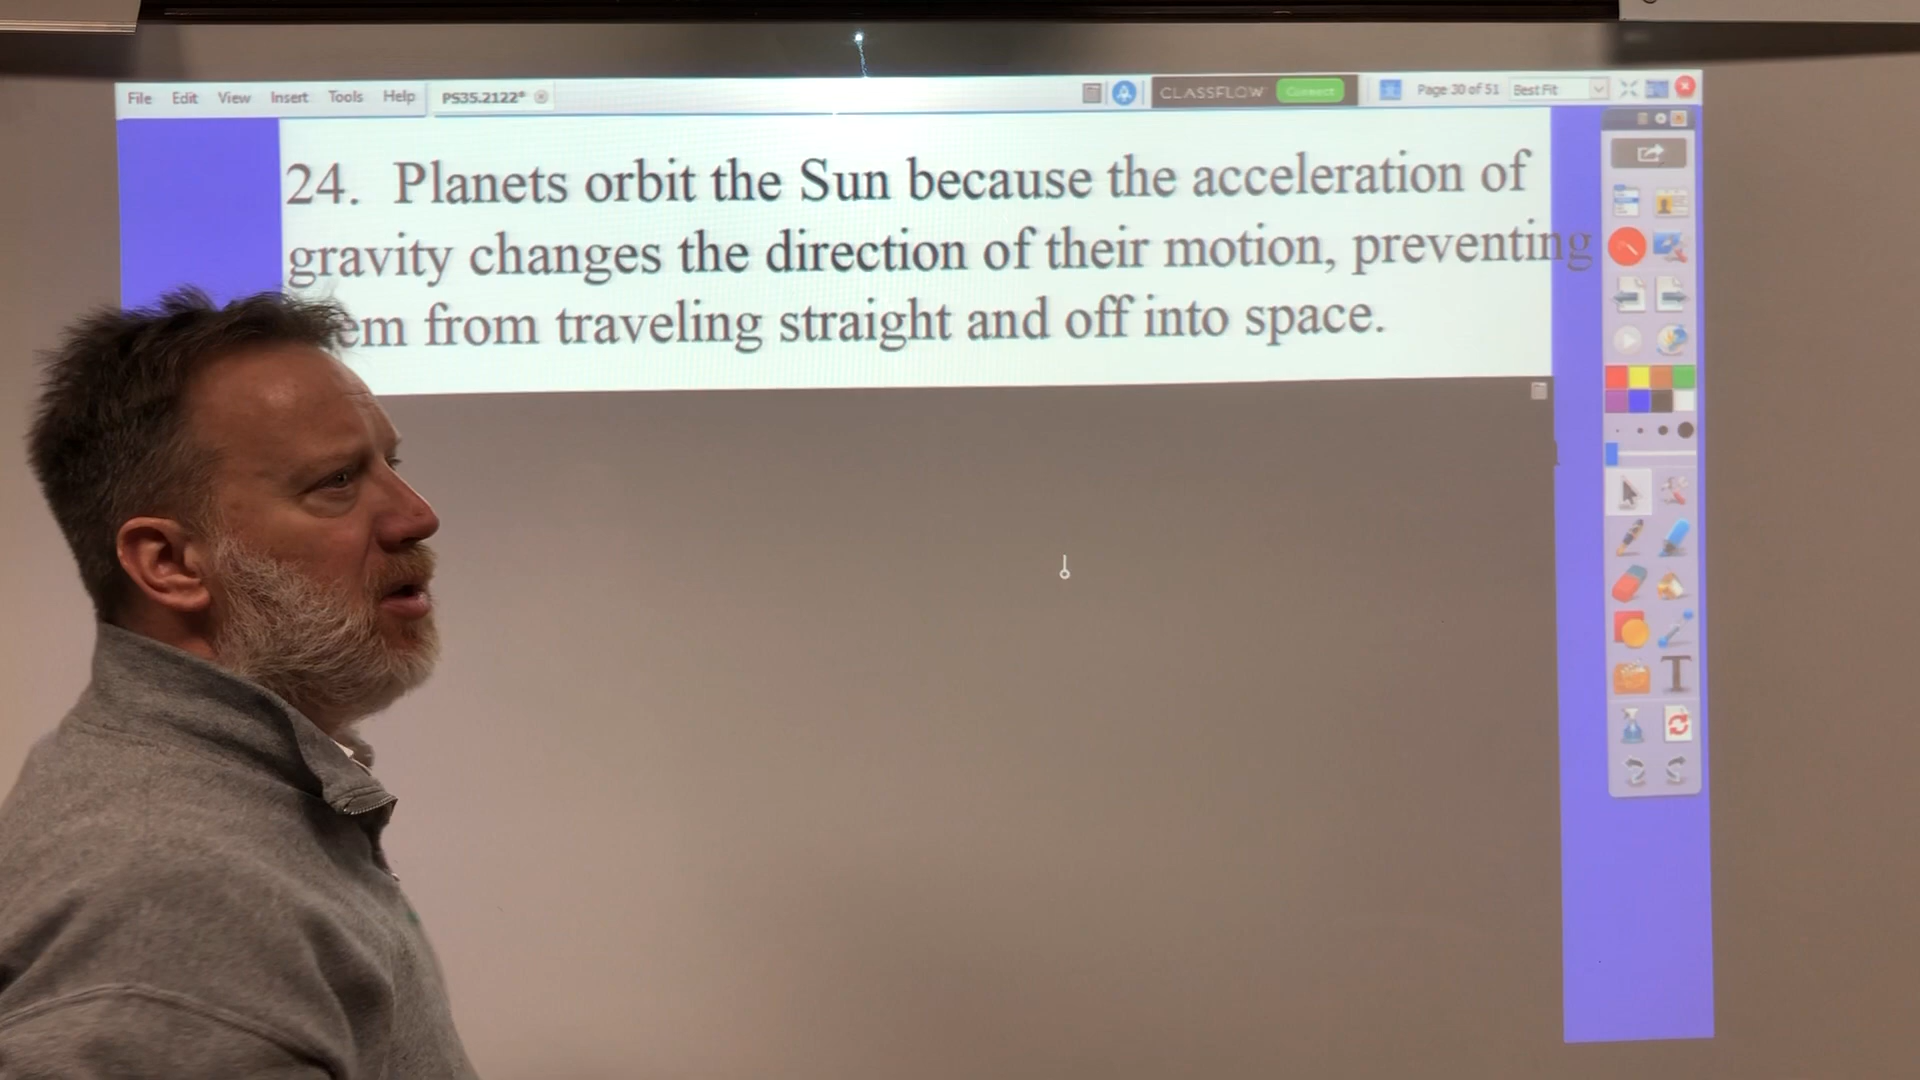 File Edit View Insert Tools Help PS35.2122* CLASSFLOW Connect Page 30 of 51 Best Fit
24. Planets orbit the Sun because the acceleration of
gravity changes the direction of their motion, preventing
em from traveling straight and off into space.
T